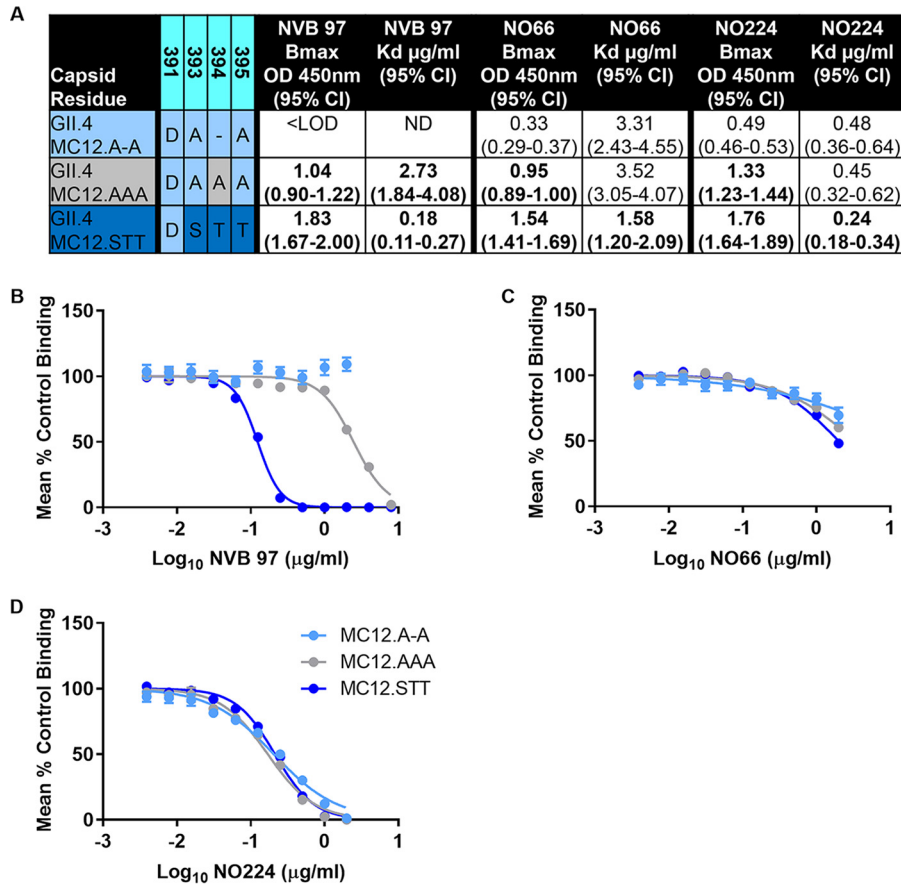 A
Capsid Residue 391 393 394 395 NVB 97 Bmax OD 450nm (95% CI) NVB 97 Kd µg/ml (95% CI) NO66 Bmax OD 450nm (95% CI) NO66 Kd µg/ml (95% CI) NO224 Bmax OD 450nm (95% CI) NO224 Kd µg/ml (95% CI)
GII.4 MC12.A-A D A - A <LOD ND 0.33 (0.29-0.37) 3.31 (2.43-4.55) 0.49 (0.46-0.53) 0.48 (0.36-0.64)
GII.4 MC12.AAA D A A A 1.04 (0.90-1.22) 2.73 (1.84-4.08) 0.95 (0.89-1.00) 3.52 (3.05-4.07) 1.33 (1.23-1.44) 0.45 (0.32-0.62)
GII.4 MC12.STT D S T T 1.83 (1.67-2.00) 0.18 (0.11-0.27) 1.54 (1.41-1.69) 1.58 (1.20-2.09) 1.76 (1.64-1.89) 0.24 (0.18-0.34)
B
Mean % Control Binding
150
100
50
0
-3 -2 -1 0 1
Log10 NVB 97 (µg/ml)
C
Mean % Control Binding
150
100
50
0
-3 -2 -1 0 1
Log10 NO66 (µg/ml)
D
Mean % Control Binding
150
100
50
0
-3 -2 -1 0 1
Log10 NO224 (µg/ml)
MC12.A-A
MC12.AAA
MC12.STT